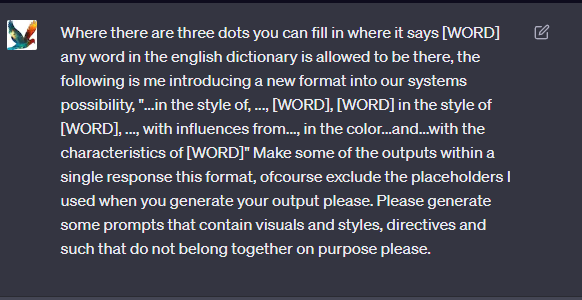 Where there are three dots you can fill in where it says [WORD]
any word in the english dictionary is allowed to be there, the
following is me introducing a new format into our systems
possibility, "...in the style of, ..., [WORD], [WORD] in the style of
[WORD], ..., with influences from..., in the color...and...with the
characteristics of [WORD]" Make some of the outputs within a
single response this format, ofcourse exclude the placeholders I
used when you generate your output please. Please generate
some prompts that contain visuals and styles, directives and
such that do not belong together on purpose please.